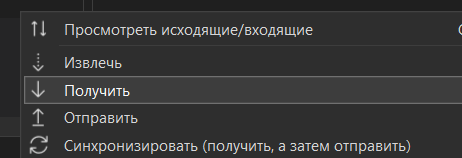 Просмотреть исходящие/входящие
Извлечь
Получить
Отправить
Синхронизировать (получить, а затем отправить)